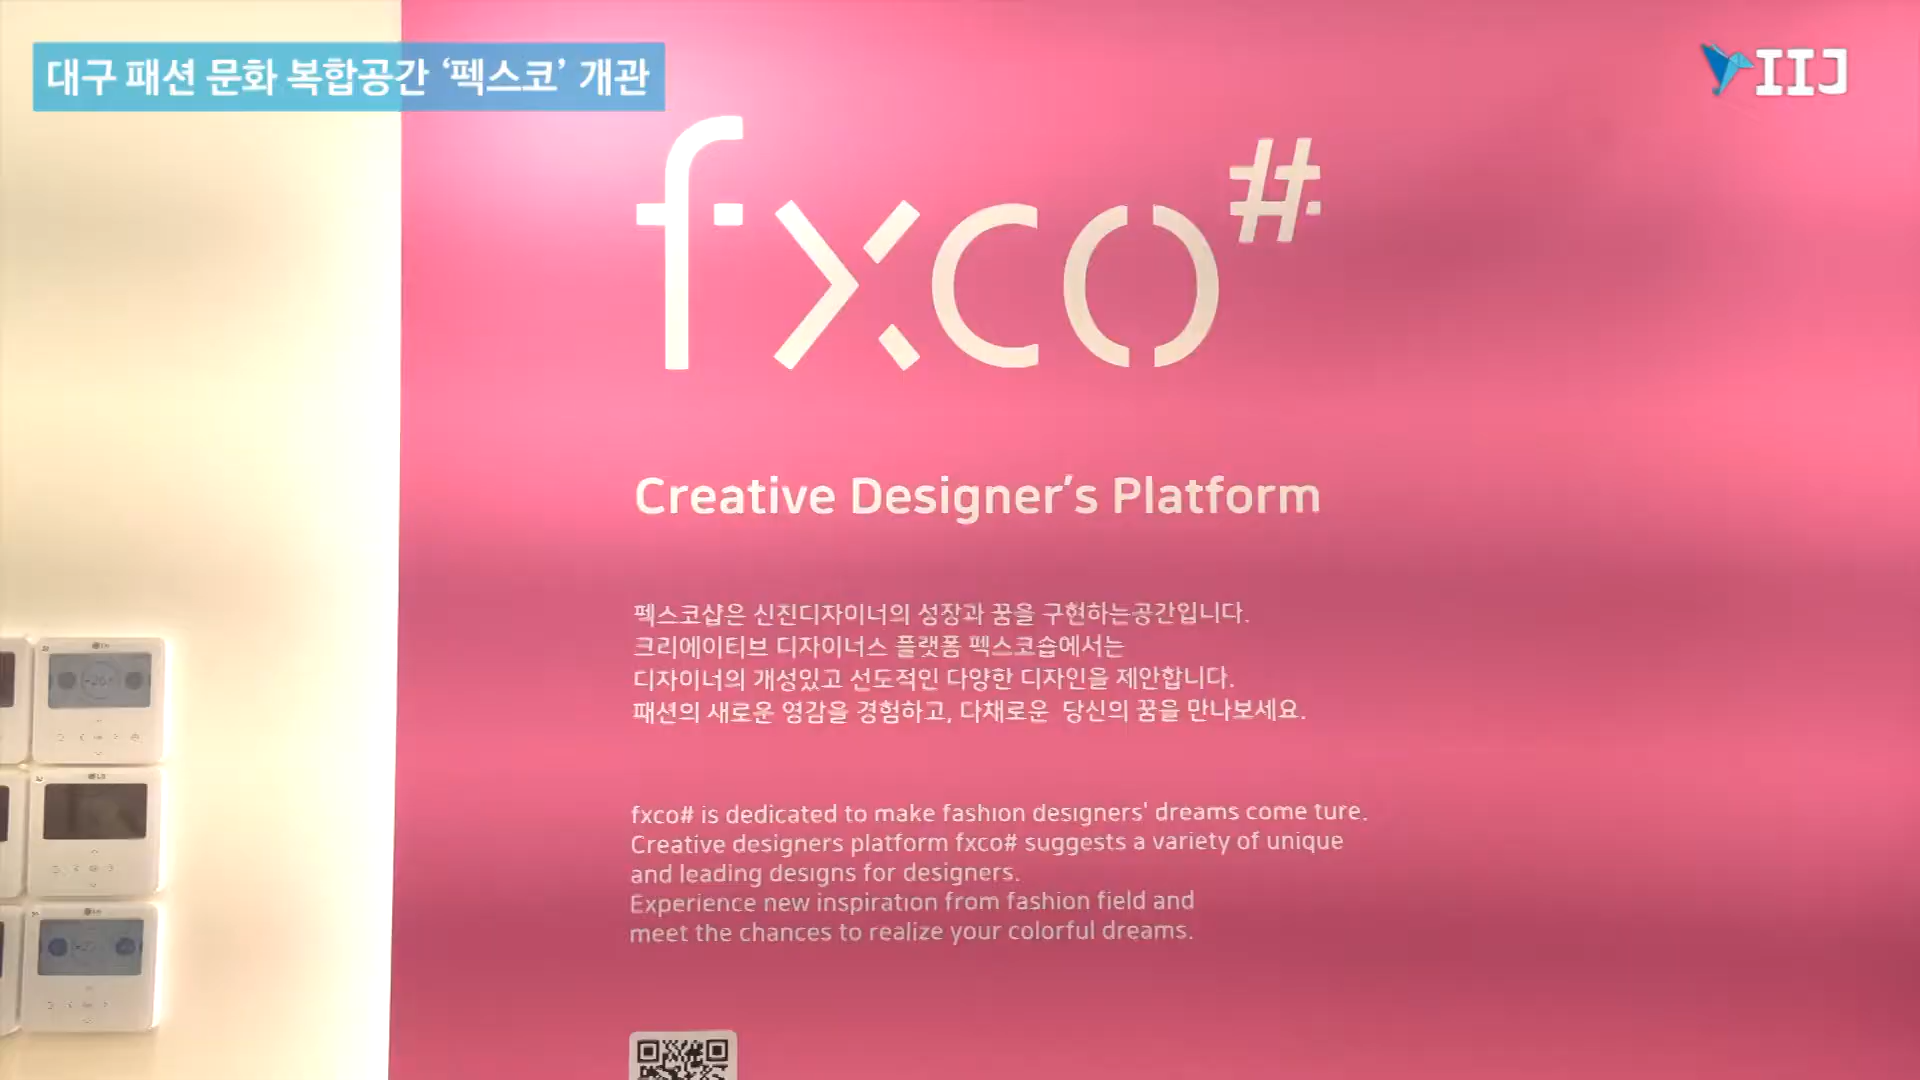 대구 패션 문화 복합공간 ‘펙스코’ 개관
IIJ
fxco#
Creative Designer's Platform
펙스코샵은 신진디자이너의 성장과 꿈을 구현하는공간입니다.
크리에이티브 디자이너스 플랫폼 펙스코숍에서는
디자이너의 개성있고 선도적인 다양한 디자인을 제안합니다.
패션의 새로운 영감을 경험하고, 다채로운 당신의 꿈을 만나보세요.
fxco# is dedicated to make fashion designers' dreams come ture.
Creative designers platform fxco# suggests a variety of unique
and leading designs for designers.
Experience new inspiration from fashion field and
meet the chances to realize your colorful dreams.